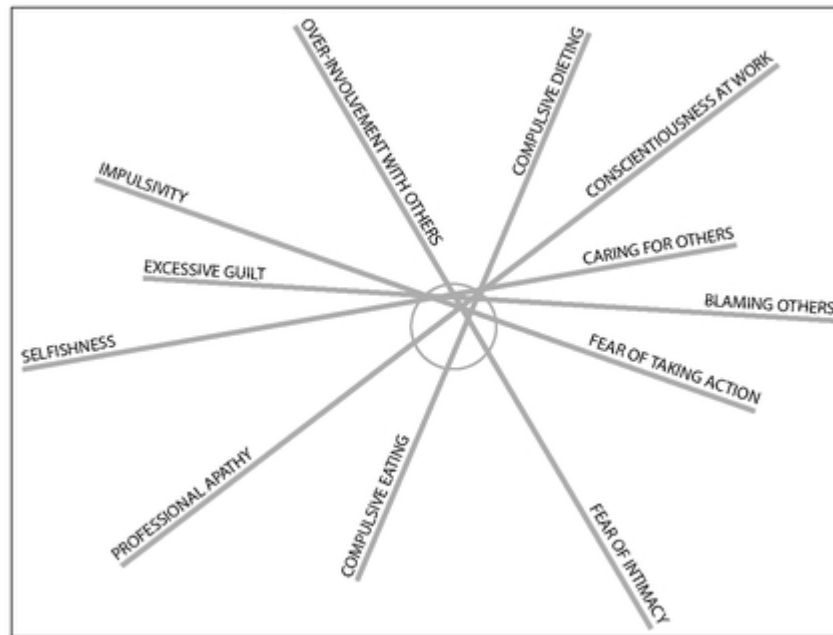 OVER-INVOLVEMENT WITH OTHERS
COMPULSIVE DIETING
CONSCIENTIOUSNESS AT WORK
IMPULSIVITY
CARING FOR OTHERS
EXCESSIVE GUILT
BLAMING OTHERS
SELFISHNESS
FEAR OF TAKING ACTION
PROFESSIONAL APATHY
COMPULSIVE EATING
FEAR OF INTIMACY